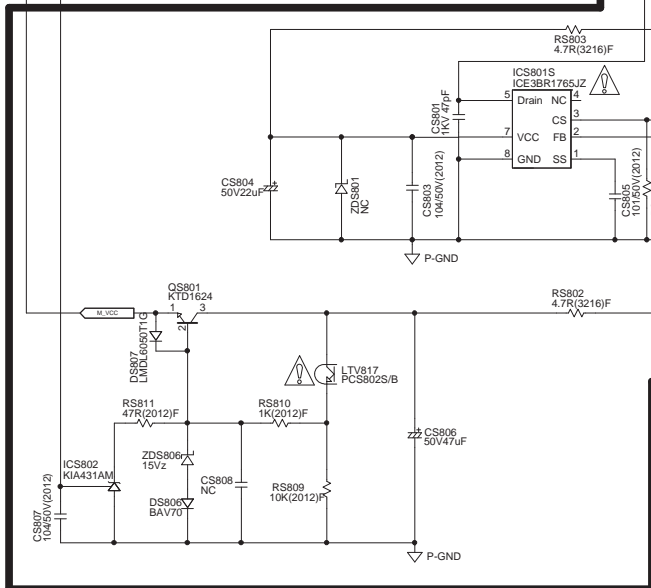 RS803
4.7R(3216)F
ICS801S
ICE3BR1765JZ
CS801
1KV 47pF
5 Drain NC 4
CS 3
7 VCC FB 2
8 GND SS 1
CS804
50V22uF
ZDS801
NC
CS803
104/50V(2012)
CS805
101/50V(2012)
P-GND
QS801
KTD1624
1 3
2
M_VCC
DS807
LMDL6050T1G
RS802
4.7R(3216)F
LTV817
PCS802S/B
RS811
47R(2012)F
RS810
1K(2012)F
CS806
50V47uF
ICS802
KIA431AM
ZDS806
15Vz
CS808
NC
RS809
10K(2012)F
DS806
BAV70
CS807
104/50V(2012)
P-GND